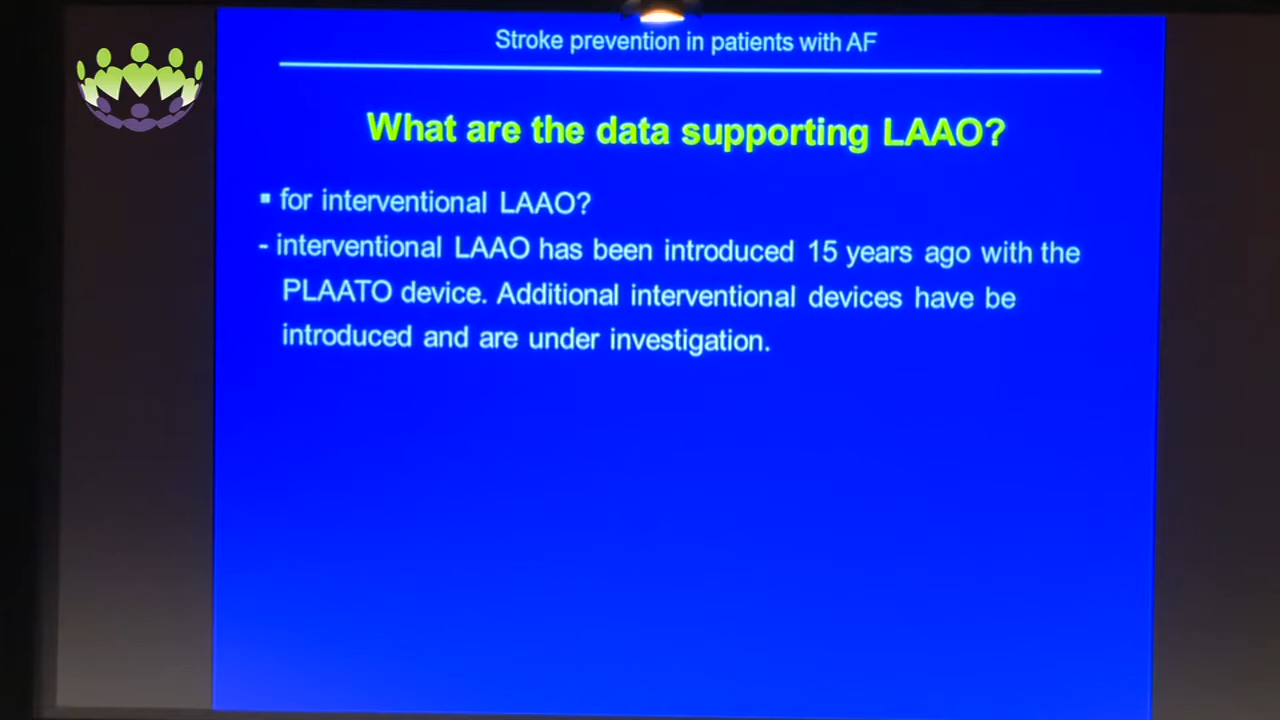 Stroke prevention in patients with AF
What are the data supporting LAAO?
▪ for interventional LAAO?
- interventional LAAO has been introduced 15 years ago with the
PLAATO device. Additional interventional devices have be
introduced and are under investigation.